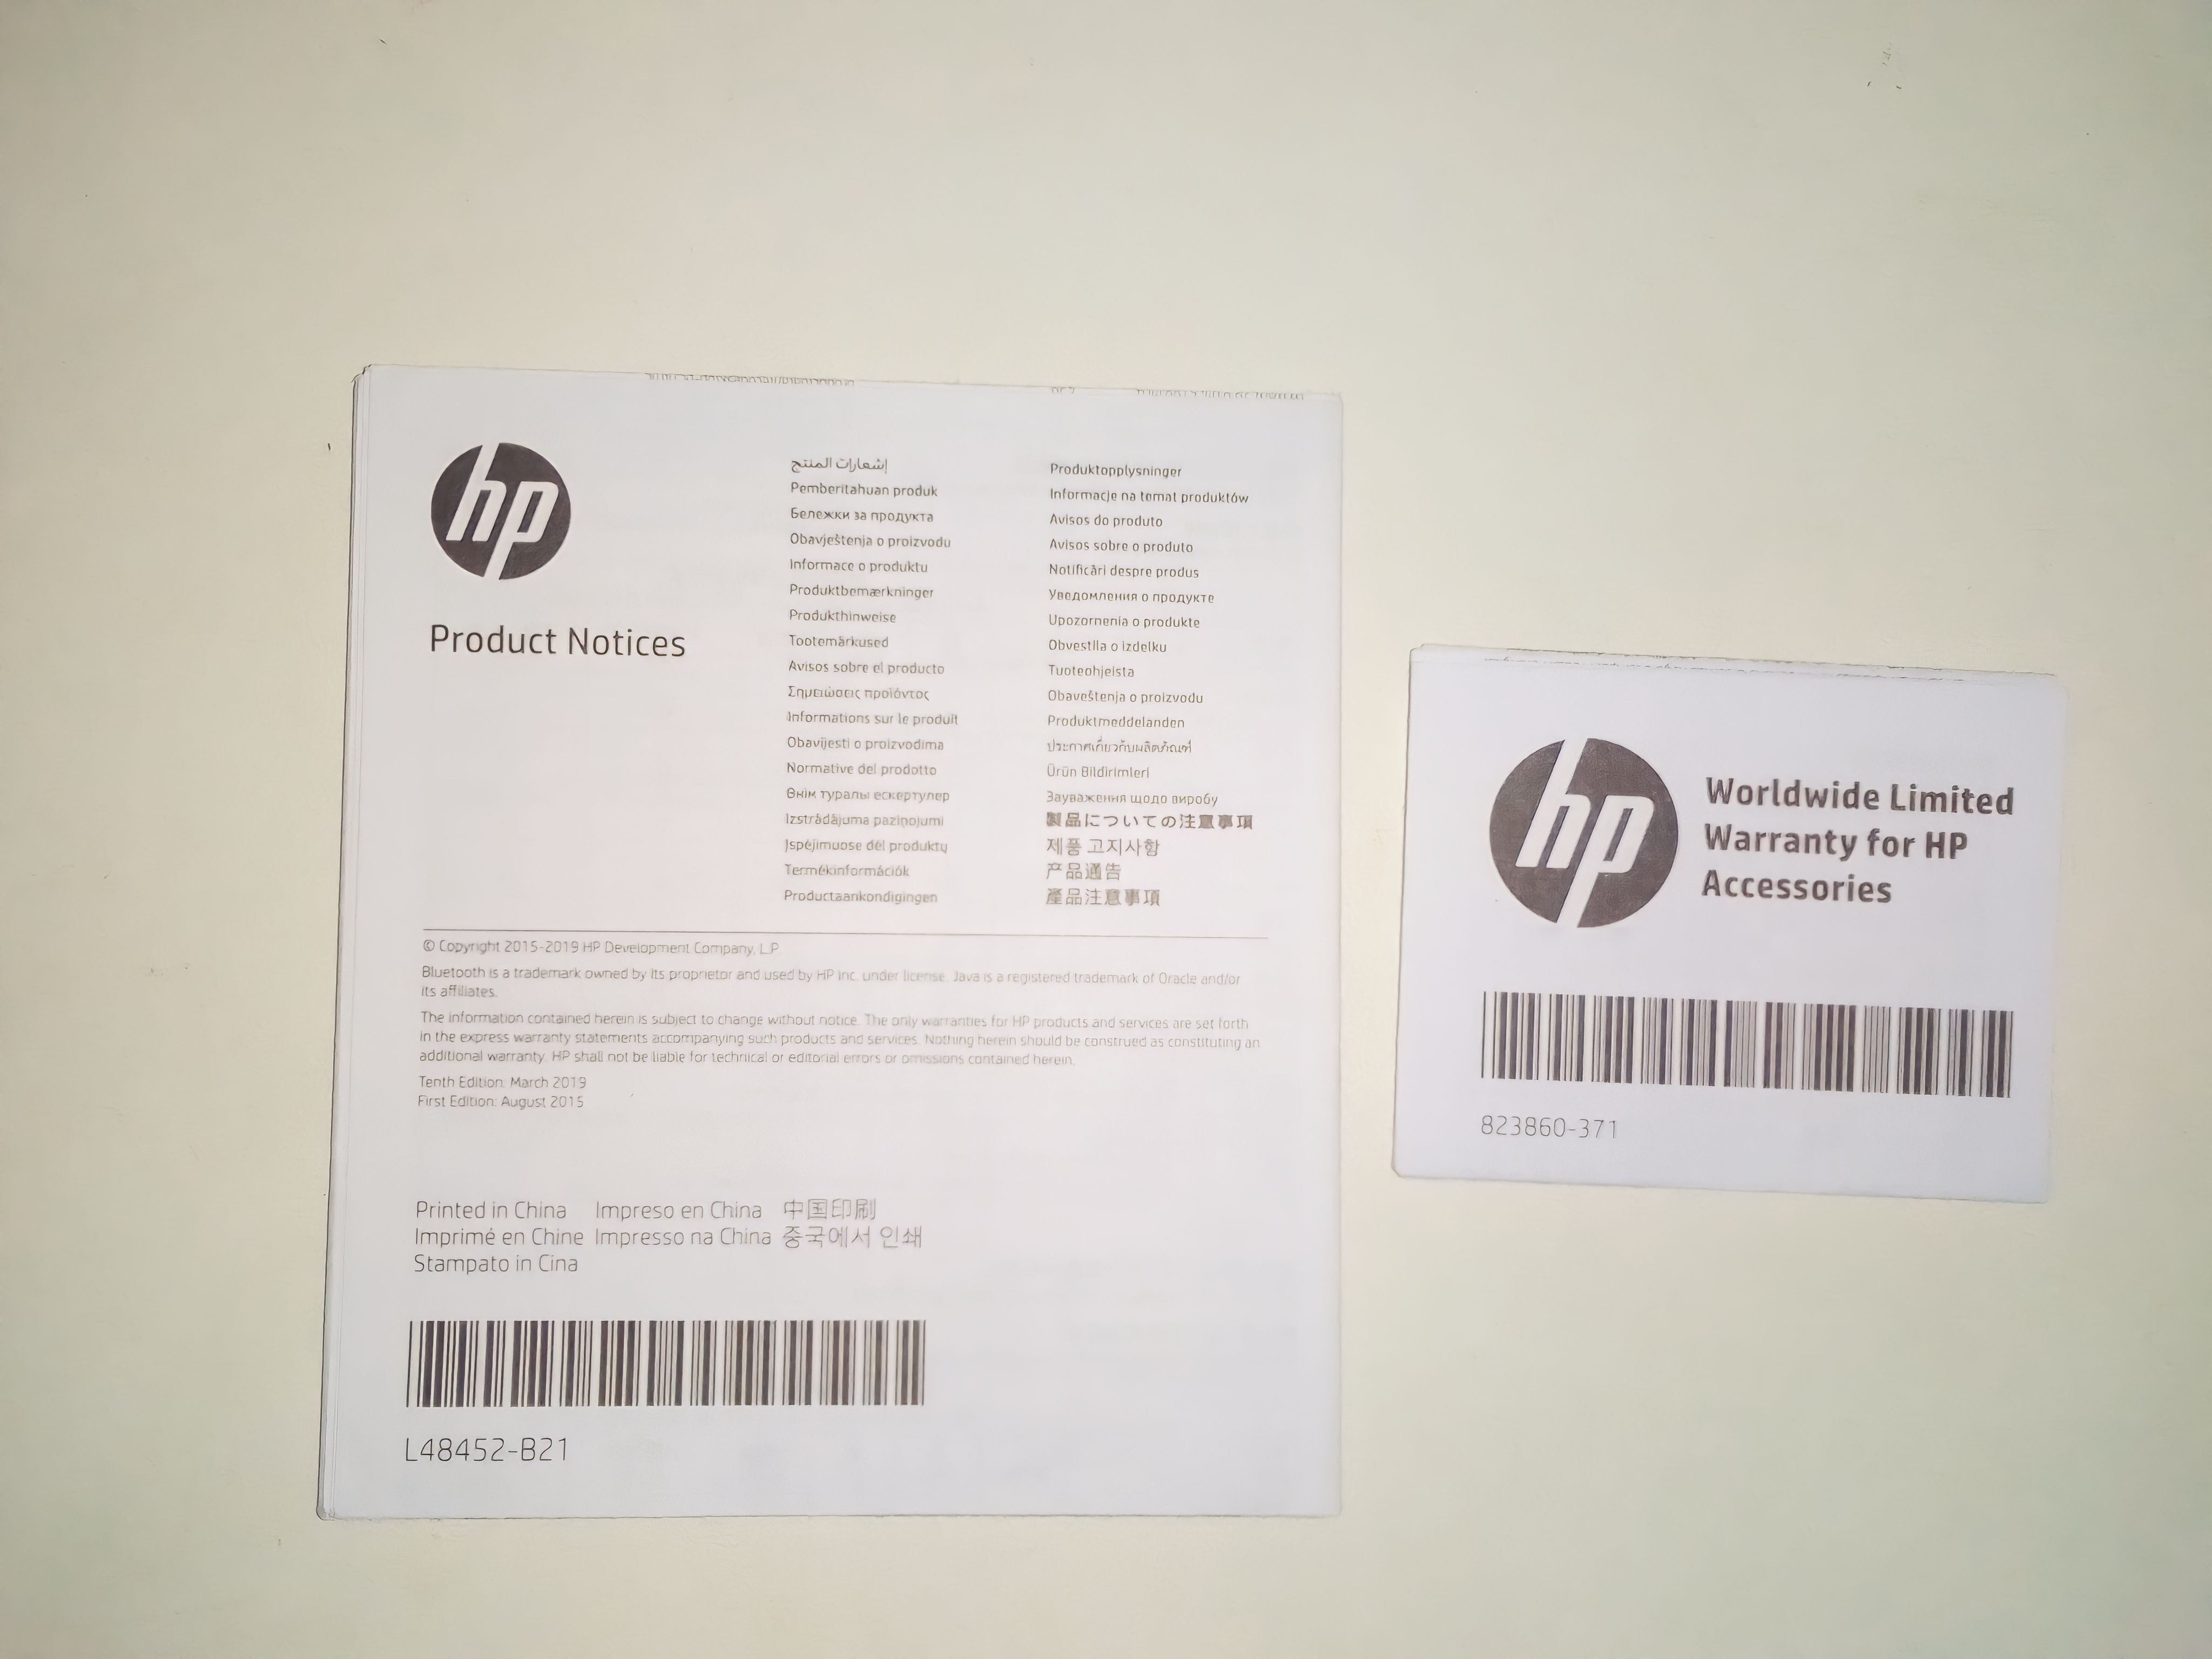 hp
Product Notices
إشعارات المنتج
Pemberitahuan produk
Бележки за продукта
Obavještenja o proizvodu
Informace o produktu
Produktbemærkninger
Produkthinweise
Tootemärkused
Avisos sobre el producto
Σημειώσεις προϊόντος
Informations sur le produit
Obavijesti o proizvodima
Normative del prodotto
Өнім туралы ескертулер
Izstrādājuma paziņojumi
Įspėjimuose dėl produktų
Termékinformációk
Productaankondigingen
Produktopplysninger
Informacje na temat produktów
Avisos do produto
Avisos sobre o produto
Notificări despre produs
Уведомления о продукте
Upozornenia o produkte
Obvestila o izdelku
Tuoteohjeista
Obaveštenja o proizvodu
Produktmeddelanden
ประกาศเกี่ยวกับผลิตภัณฑ์
Ürün Bildirimleri
Зауваження щодо виробу
製品についての注意事項
제품 고지사항
产品通告
產品注意事項
© Copyright 2015-2019 HP Development Company, L.P.
Bluetooth is a trademark owned by its proprietor and used by HP Inc. under license. Java is a registered trademark of Oracle and/or
its affiliates.
The information contained herein is subject to change without notice. The only warranties for HP products and services are set forth
in the express warranty statements accompanying such products and services. Nothing herein should be construed as constituting an
additional warranty. HP shall not be liable for technical or editorial errors or omissions contained herein.
Tenth Edition: March 2019
First Edition: August 2015
Printed in China Impreso en China 中国印刷
Imprimé en Chine Impresso na China 중국에서 인쇄
Stampato in Cina
L48452-B21
hp
Worldwide Limited
Warranty for HP
Accessories
823860-371